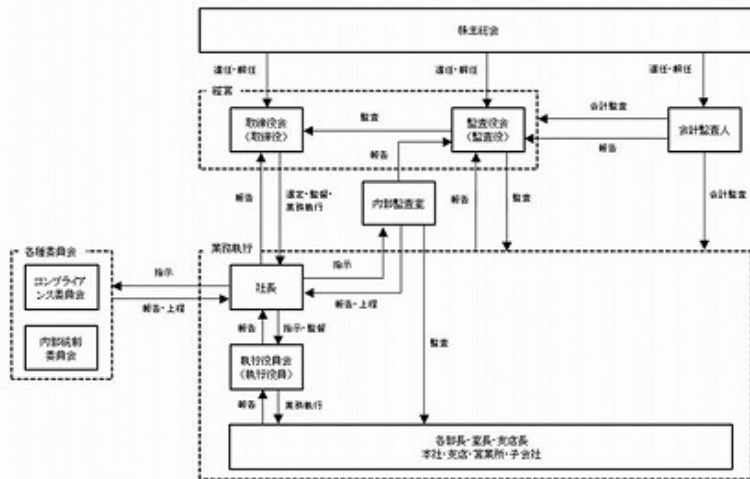 株主総会
選任・解任
選任・解任
選任・解任
経営
取締役会
（取締役）
監査
監査役会
（監査役）
会計監査
報告
会計監査人
報告
報告
選定・監督・
業務執行
内部監査室
報告
監査
会計監査
各種委員会
業務執行
コンプライ
アンス委員会
指示
社長
指示
報告・上程
報告・上程
内部統制
委員会
報告
指示・監督
監査
執行役員会
（執行役員）
報告
業務執行
各部長・室長・支店長
本社・支店・営業所・子会社